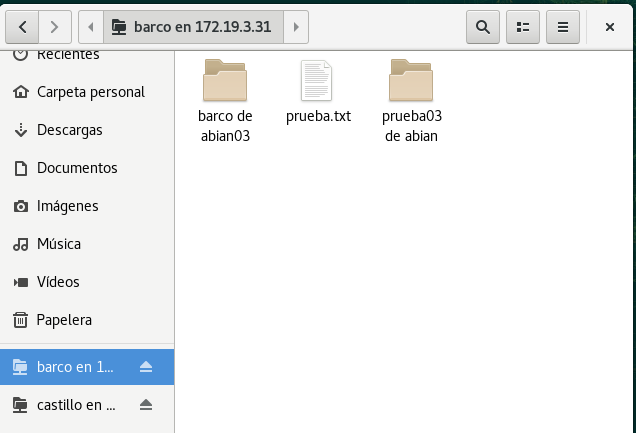 barco en 172.19.3.31
Recientes
Carpeta personal
Descargas
Documentos
Imágenes
Música
Vídeos
Papelera
barco en 1...
castillo en ...
barco de
abian03
prueba.txt
prueba03
de abian